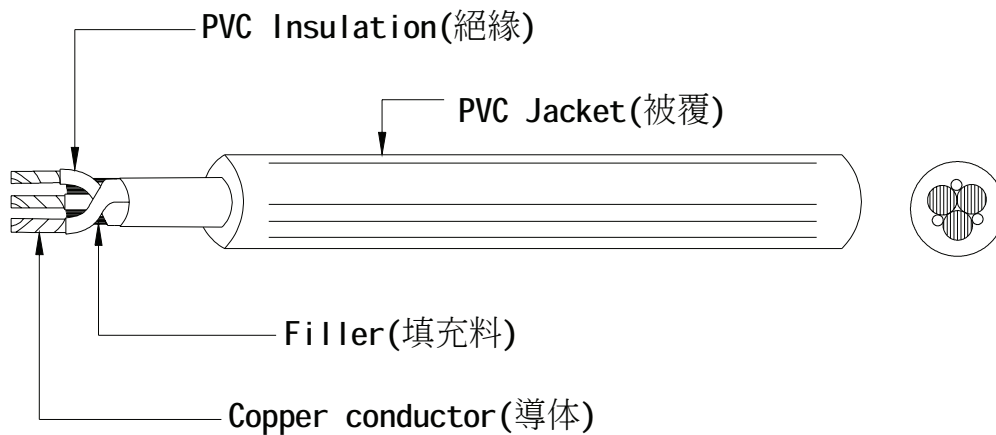 PVC Insulation(絕緣)
PVC Jacket(被覆)
Filler(填充料)
Copper conductor(導体)